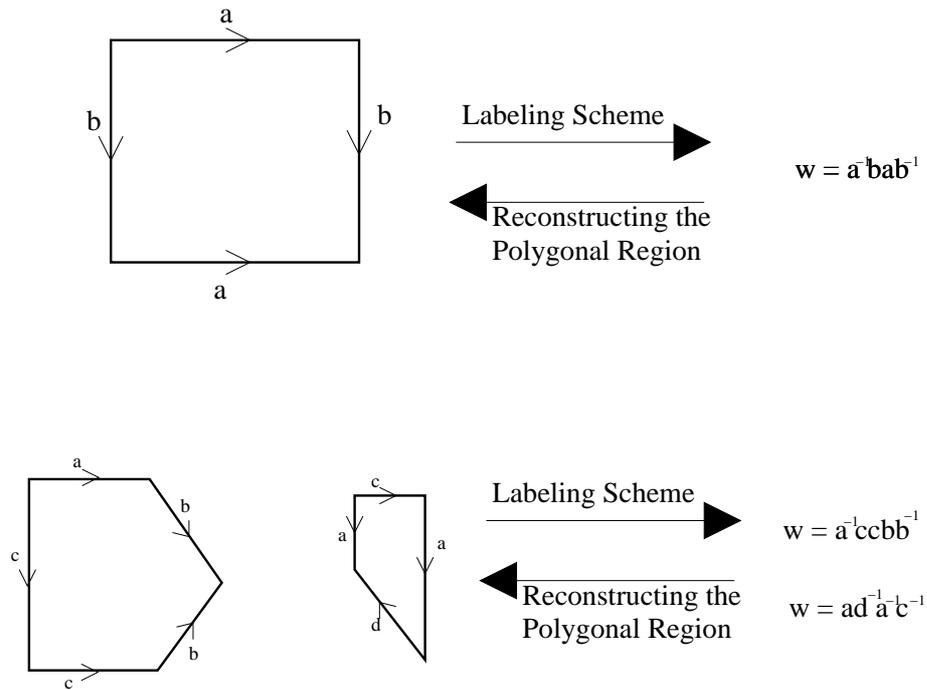 a
b
b
a
Labeling Scheme
w = a⁻¹bab⁻¹
Reconstructing the
Polygonal Region
a
b
c
b
c
c
a
a
d
Labeling Scheme
w = a⁻¹ccbb⁻¹
Reconstructing the
Polygonal Region
w = ad⁻¹a⁻¹c⁻¹